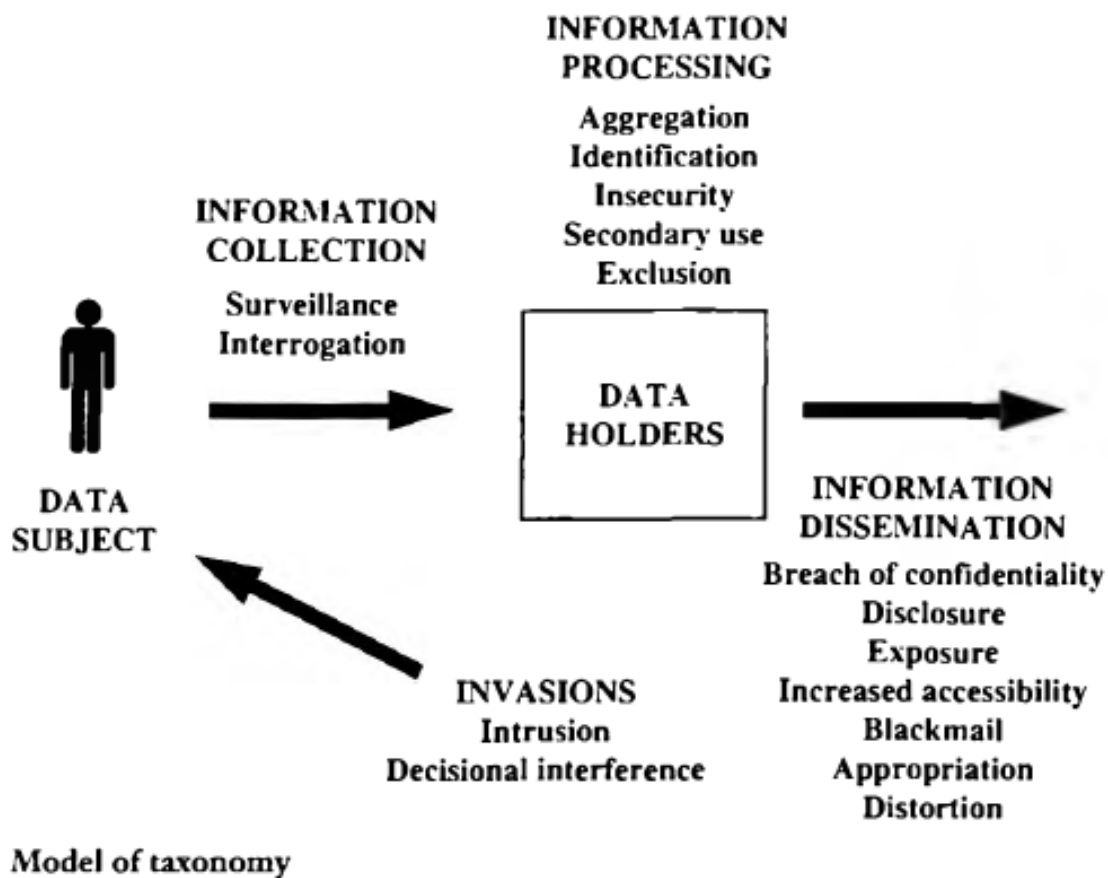 INFORMATION
PROCESSING
Aggregation
Identification
Insecurity
Secondary use
Exclusion
INFORMATION
COLLECTION
Surveillance
Interrogation
DATA
SUBJECT
DATA
HOLDERS
INFORMATION
DISSEMINATION
Breach of confidentiality
Disclosure
Exposure
Increased accessibility
Blackmail
Appropriation
Distortion
INVASIONS
Intrusion
Decisional interference
Model of taxonomy